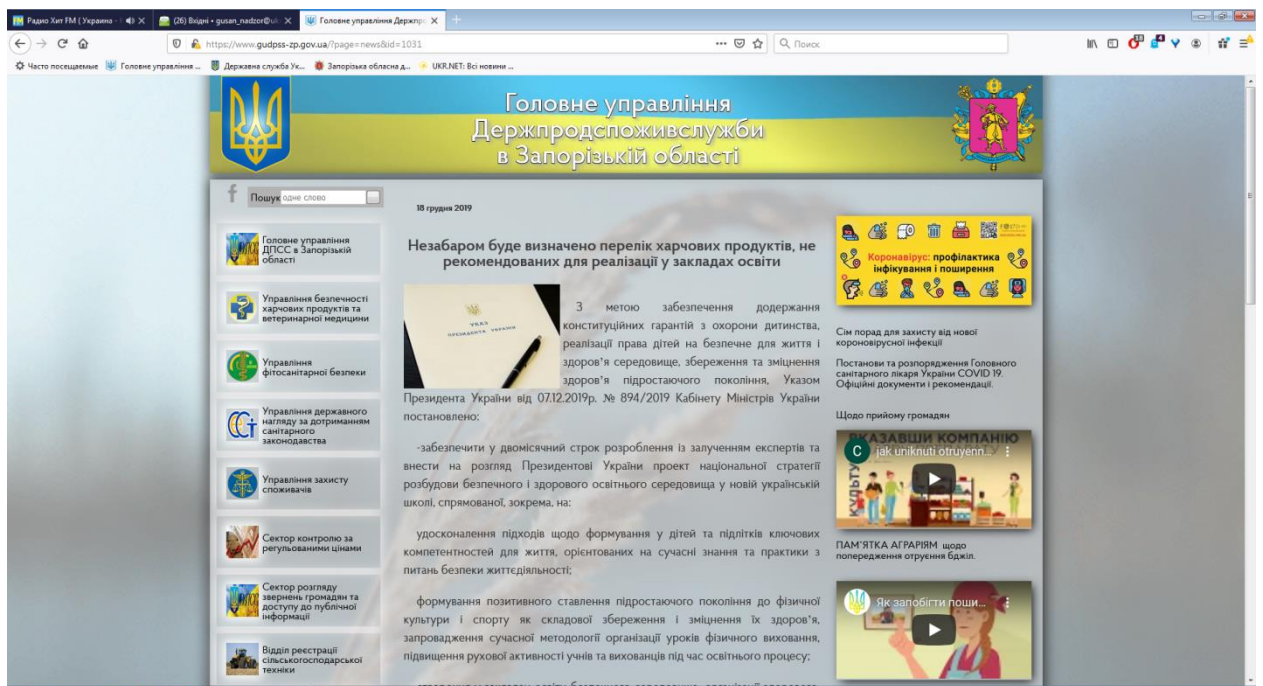 Радио Хит FM ( Украина -
(26) Вхідні • gusan_nadzor@uk
Головне управління Держпро
https://www.gudpss-zp.gov.ua/?page=news&id=1031
Поиск
Часто посещаемые
Головне управління ...
Державна служба Ук...
Запорізька обласна д...
UKR.NET: Всі новини ...
Головне управління
Держпродспоживслужби
в Запорізькій області
Пошук одне слово
Головне управління
ДПСС в Запорізькій
області
Управління безпечності
харчових продуктів та
ветеринарної медицини
Управління
фітосанітарної безпеки
Управління державного
нагляду за дотриманням
санітарного
законодавства
Управління захисту
споживачів
Сектор контролю за
регульованими цінами
Сектор розгляду
звернень громадян та
доступу до публічної
інформації
Відділ реєстрації
сільськогосподарської
техніки
18 грудня 2019
Незабаром буде визначено перелік харчових продуктів, не
рекомендованих для реалізації у закладах освіти
УКАЗ
ПРЕЗИДЕНТА УКРАЇНИ
З метою забезпечення додержання
конституційних гарантій з охорони дитинства,
реалізації права дітей на безпечне для життя і
здоров'я середовище, збереження та зміцнення
здоров'я підростаючого покоління, Указом
Президента України від 07.12.2019р. № 894/2019 Кабінету Міністрів України
постановлено:
-забезпечити у двомісячний строк розроблення із залученням експертів та
внести на розгляд Президентові України проект національної стратегії
розбудови безпечного і здорового освітнього середовища у новій українській
школі, спрямованої, зокрема, на:
удосконалення підходів щодо формування у дітей та підлітків ключових
компетентностей для життя, орієнтованих на сучасні знання та практики з
питань безпеки життєдіяльності;
формування позитивного ставлення підростаючого покоління до фізичної
культури і спорту як складової збереження і зміцнення їх здоров'я,
запровадження сучасної методології організації уроків фізичного виховання,
підвищення рухової активності учнів та вихованців під час освітнього процесу;
Коронавірус: профілактика
інфікування і поширення
Сім порад для захисту від нової
короновірусної інфекції
Постанови та розпорядження Головного
санітарного лікаря України COVID 19.
Офіційні документи і рекомендації.
Щодо прийому громадян
ВКАЗАВШИ КОМПАНІЮ
C jak uniknuti otruyenn...
КУЛЬТУ
ПАМ'ЯТКА АГРАРІЯМ щодо
попередження отруєння бджіл.
Як запобігти поши...